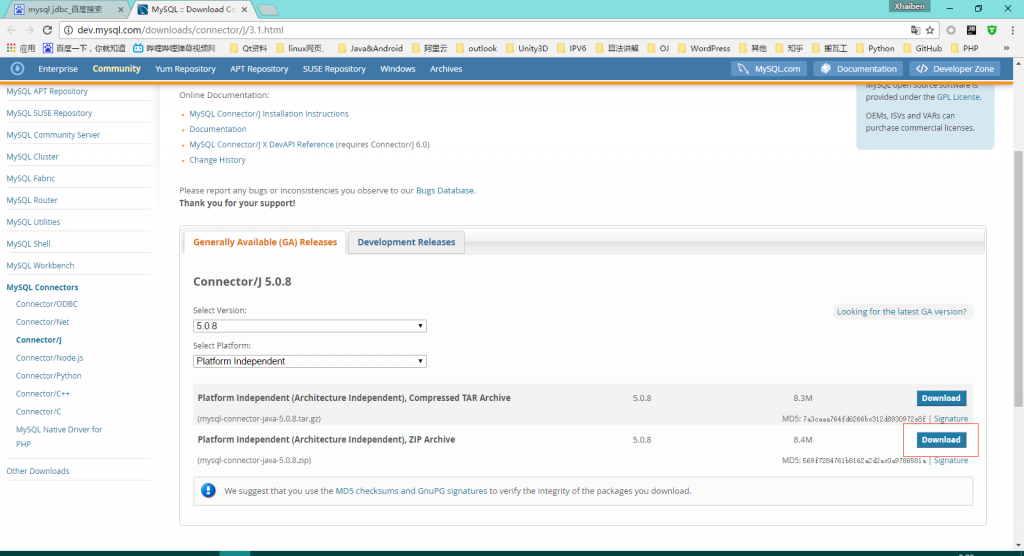 Xhaiben
mysql jdbc_百度搜索
MySQL :: Download Co
dev.mysql.com/downloads/connector/j/3.1.html
应用 百度一下，你就知道 哔哩哔哩弹幕视频网 Qt资料 linux网页、 Java&Android 阿里云 outlook Unity3D IPV6 算法讲解 OJ WordPress 其他 知乎 搬瓦工 Python GitHub PHP »
Enterprise Community Yum Repository APT Repository SUSE Repository Windows Archives MySQL.com Documentation Developer Zone
MySQL APT Repository
MySQL SUSE Repository
MySQL Community Server
MySQL Cluster
MySQL Fabric
MySQL Router
MySQL Utilities
MySQL Shell
MySQL Workbench
MySQL Connectors
Connector/ODBC
Connector/Net
Connector/J
Connector/Node.js
Connector/Python
Connector/C++
Connector/C
MySQL Native Driver for
PHP
Other Downloads
Online Documentation:
MySQL Connector/J Installation Instructions
Documentation
MySQL Connector/J X DevAPI Reference (requires Connector/J 6.0)
Change History
Please report any bugs or inconsistencies you observe to our Bugs Database.
Thank you for your support!
MySQL open source software is
provided under the GPL License.
OEMs, ISVs and VARs can
purchase commercial licenses.
Generally Available (GA) Releases Development Releases
Connector/J 5.0.8
Select Version:
5.0.8
Looking for the latest GA version?
Select Platform:
Platform Independent
Platform Independent (Architecture Independent), Compressed TAR Archive 5.0.8 8.3M Download
(mysql-connector-java-5.0.8.tar.gz) MD5: | Signature
Platform Independent (Architecture Independent), ZIP Archive 5.0.8 8.4M Download
(mysql-connector-java-5.0.8.zip) MD5: | Signature
We suggest that you use the MD5 checksums and GnuPG signatures to verify the integrity of the packages you download.